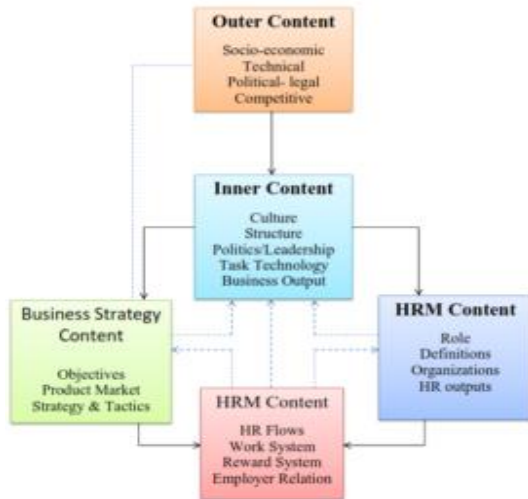 Outer Content
Socio-economic
Technical
Political- legal
Competitive
Inner Content
Culture
Structure
Politics/Leadership
Task Technology
Business Output
Business Strategy
Content
Objectives
Product Market
Strategy & Tactics
HRM Content
Role
Definitions
Organizations
HR outputs
HRM Content
HR Flows
Work System
Reward System
Employer Relation